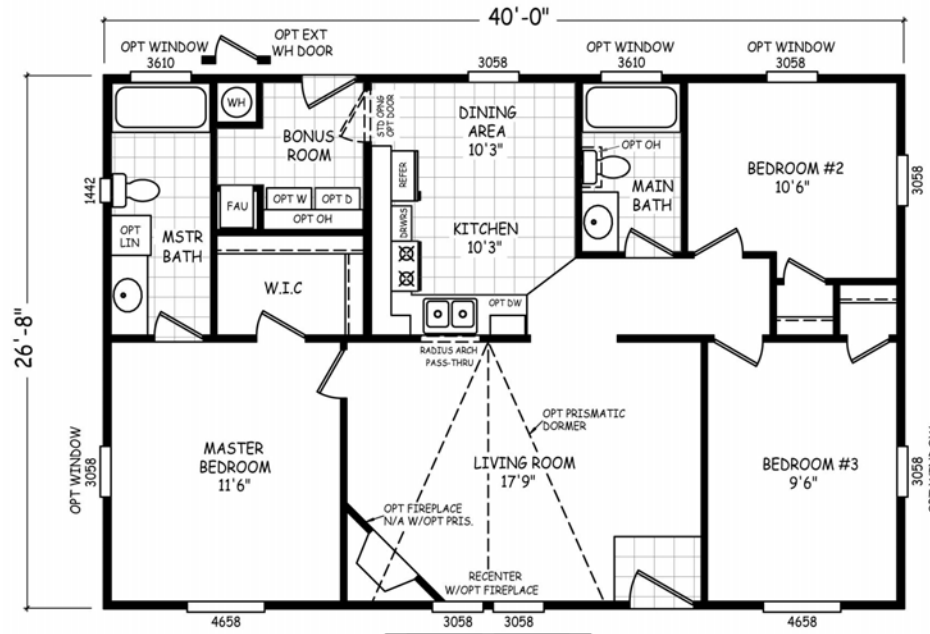 40'-0"
OPT WINDOW
3610
OPT EXT
WH DOOR
3058
OPT WINDOW
3610
OPT WINDOW
3058
26'-8"
WH
BONUS
ROOM
STD OPNG
OPT DOOR
DINING
AREA
10'3"
OPT OH
MAIN
BATH
BEDROOM #2
10'6"
3058
1442
OPT
LIN
MSTR
BATH
FAU
OPT W
OPT D
OPT OH
REFER
DRWRS
KITCHEN
10'3"
W.I.C
OPT DW
RADIUS ARCH
PASS-THRU
OPT PRISMATIC
DORMER
OPT WINDOW
3058
MASTER
BEDROOM
11'6"
LIVING ROOM
17'9"
BEDROOM #3
9'6"
3058
OPT FIREPLACE
N/A W/OPT PRIS.
RECENTER
W/OPT FIREPLACE
4658
3058
3058
4658